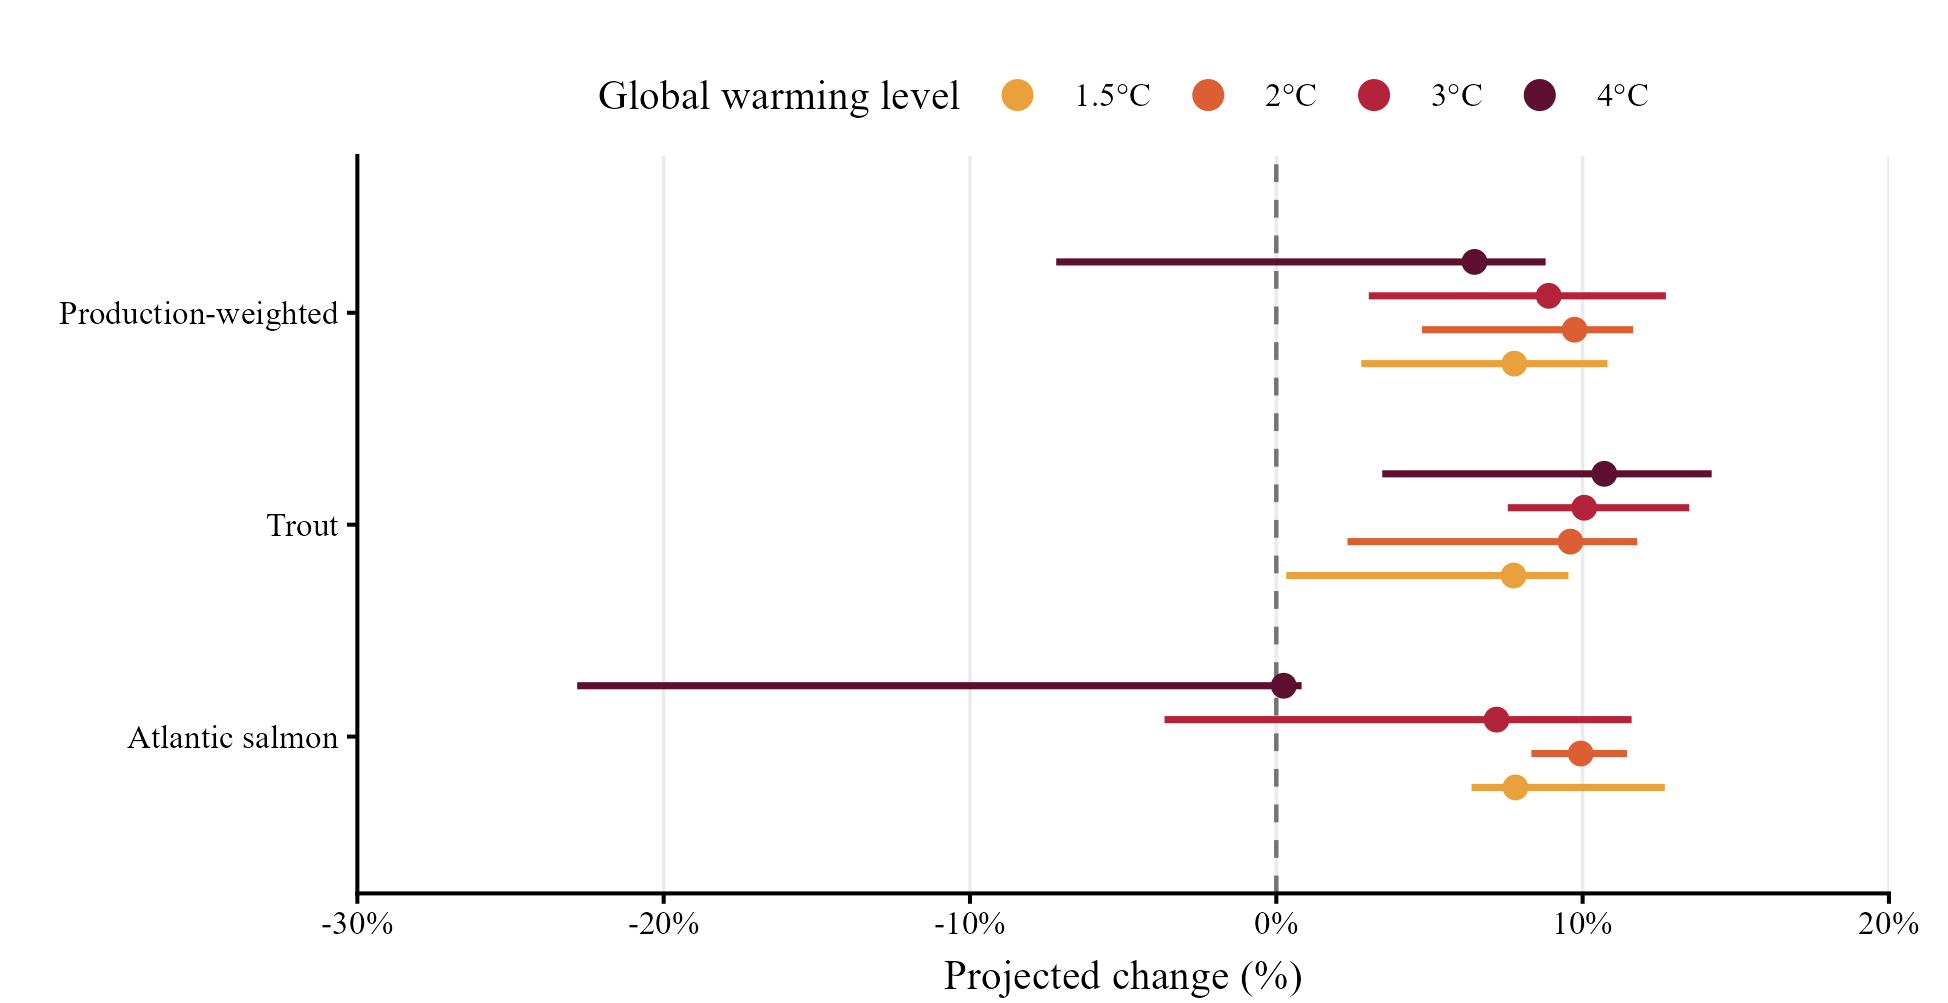 Global warming level 1.5°C 2°C 3°C 4°C
Production-weighted
Trout
Atlantic salmon
-30% -20% -10% 0% 10% 20%
Projected change (%)